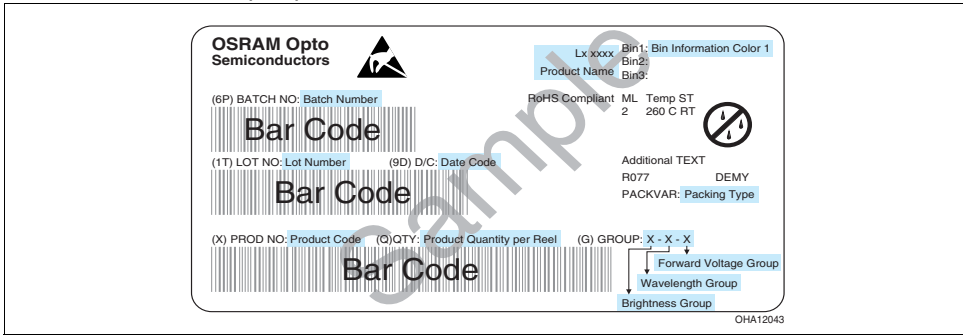 OSRAM Opto
Semiconductors
Lx xxxx
Product Name
Bin1: Bin Information Color 1
Bin2:
Bin3:
(6P) BATCH NO: Batch Number
Bar Code
RoHS Compliant ML Temp ST
2 260 C RT
(1T) LOT NO: Lot Number (9D) D/C: Date Code
Bar Code
Additional TEXT
R077 DEMY
PACKVAR: Packing Type
(X) PROD NO: Product Code (Q)QTY: Product Quantity per Reel (G) GROUP: X - X - X
Bar Code
Forward Voltage Group
Wavelength Group
Brightness Group
Sample
OHA12043